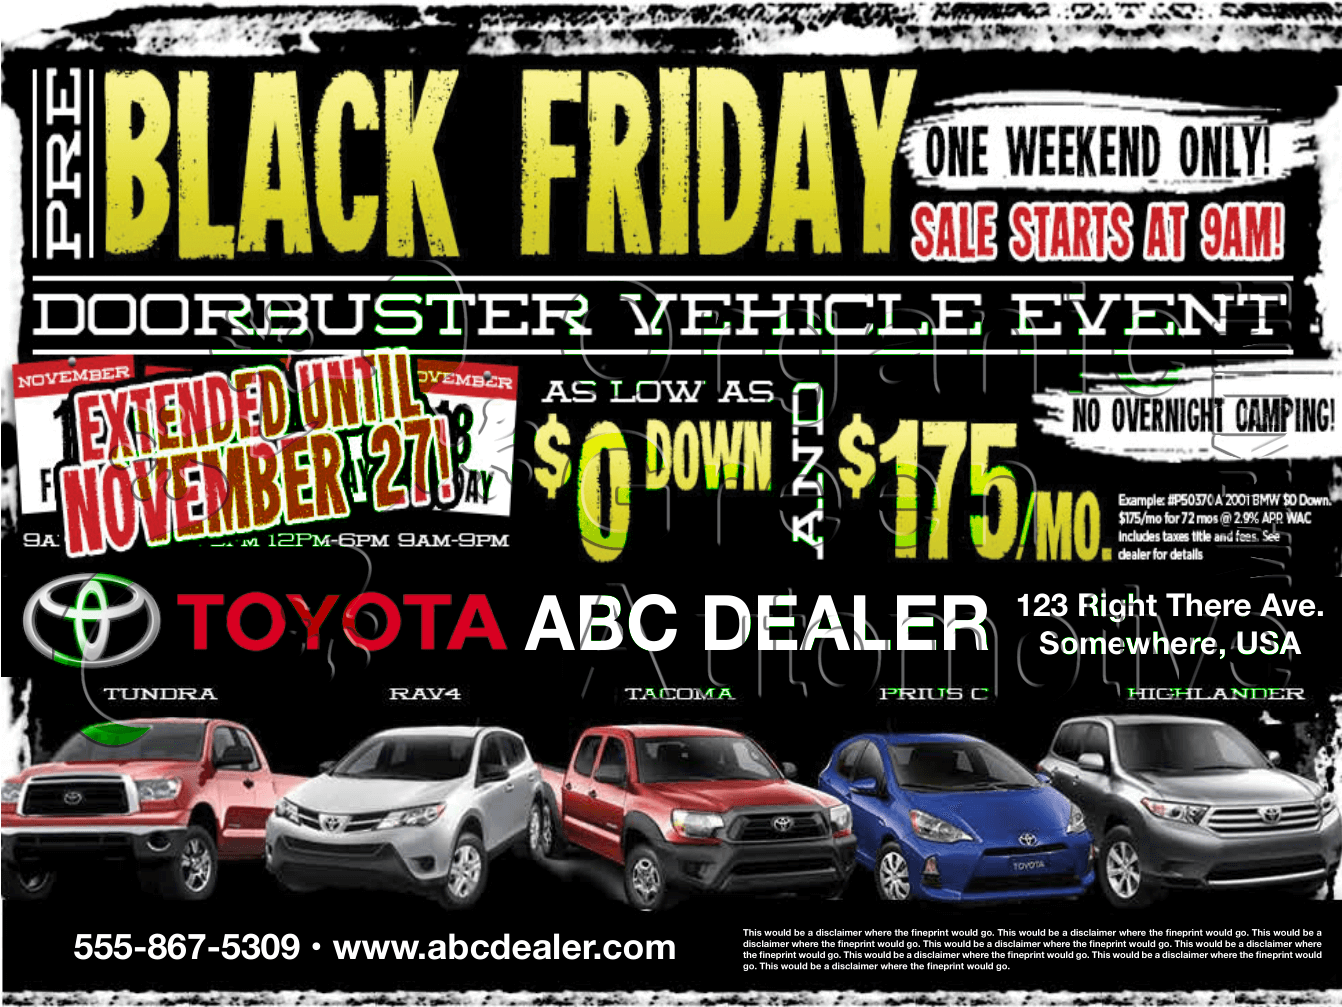 PRE
BLACK FRIDAY
ONE WEEKEND ONLY!
SALE STARTS AT 9AM!
DOORBUSTER VEHICLE EVENT
NOVEMBER
EXTENDED UNTIL
NOVEMBER 27!
AS LOW AS
$0 DOWN
AND
$175/MO.
NO OVERNIGHT CAMPING!
Example: #P50370A 2001 BMW $0 Down.
$175/mo for 72 mos @ 2.9% APR WAC
Includes taxes title and fees. See
dealer for details
12PM-6PM 9AM-9PM
TOYOTA ABC DEALER
123 Right There Ave.
Somewhere, USA
Organic
Green
Automotive
TUNDRA
RAV4
TACOMA
PRIUS C
HIGHLANDER
TOYOTA
555-867-5309 • www.abcdealer.com
This would be a disclaimer where the fineprint would go. This would be a disclaimer where the fineprint would go. This would be a
disclaimer where the fineprint would go. This would be a disclaimer where the fineprint would go. This would be a disclaimer where
the fineprint would go. This would be a disclaimer where the fineprint would go. This would be a disclaimer where the fineprint would
go. This would be a disclaimer where the fineprint would go.